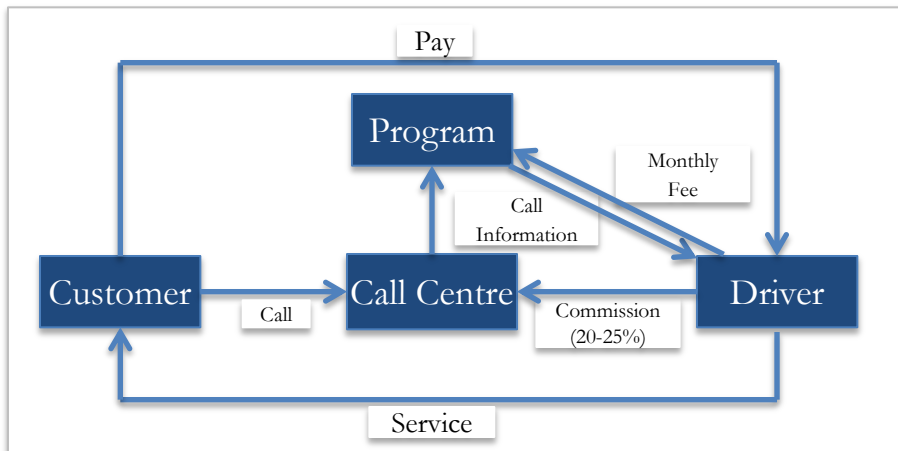 Pay
Program
Monthly
Fee
Call
Information
Customer
Call Centre
Driver
Call
Commission
(20-25%)
Service